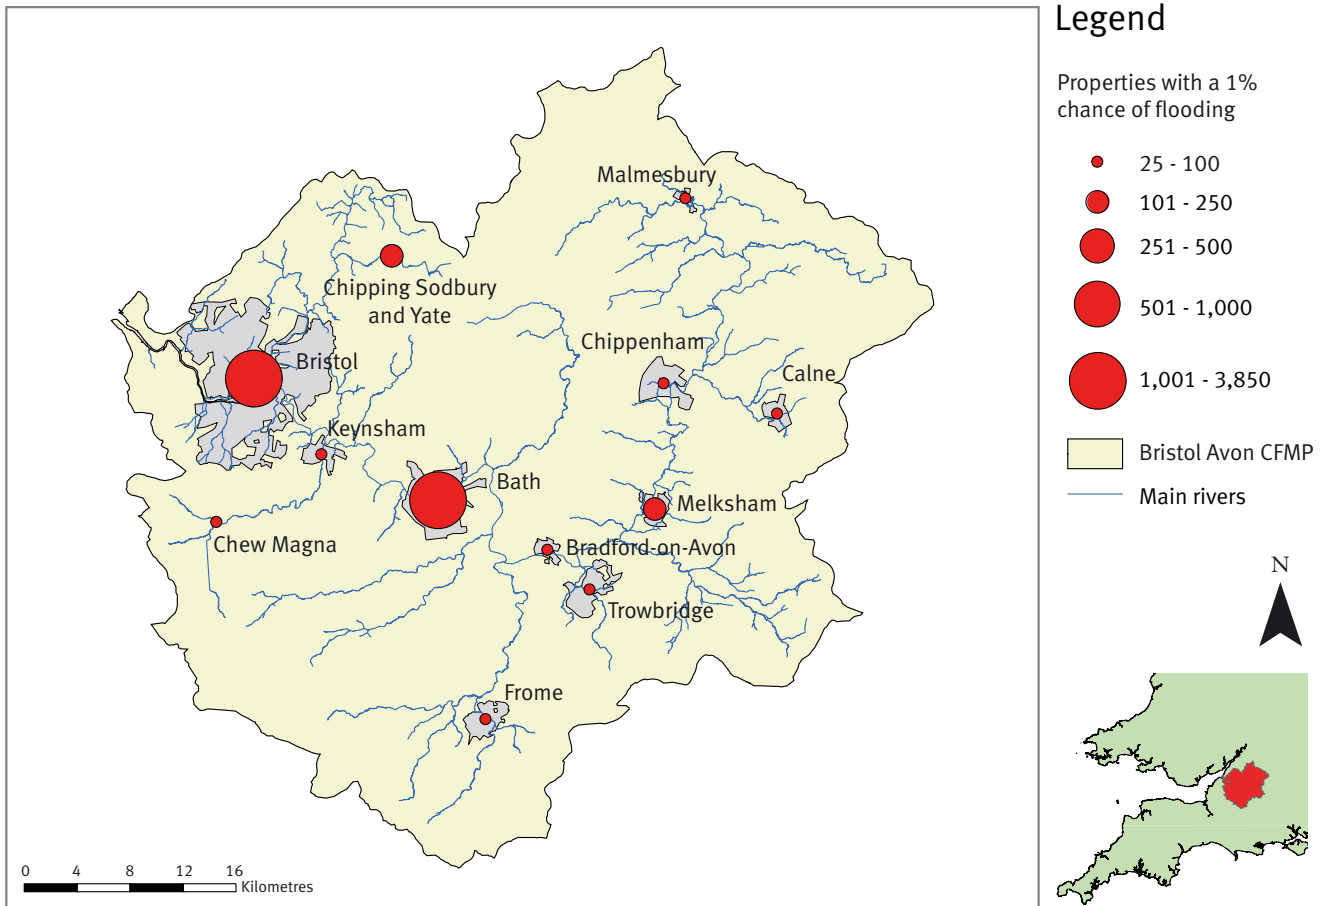 Legend
Properties with a 1%
chance of flooding
25 - 100
101 - 250
251 - 500
501 - 1,000
1,001 - 3,850
Bristol Avon CFMP
Main rivers
N
Malmesbury
Chipping Sodbury
and Yate
Chippenham
Bristol
Calne
Keynsham
Bath
Melksham
Chew Magna
Bradford-on-Avon
Trowbridge
Frome
0 4 8 12 16
Kilometres